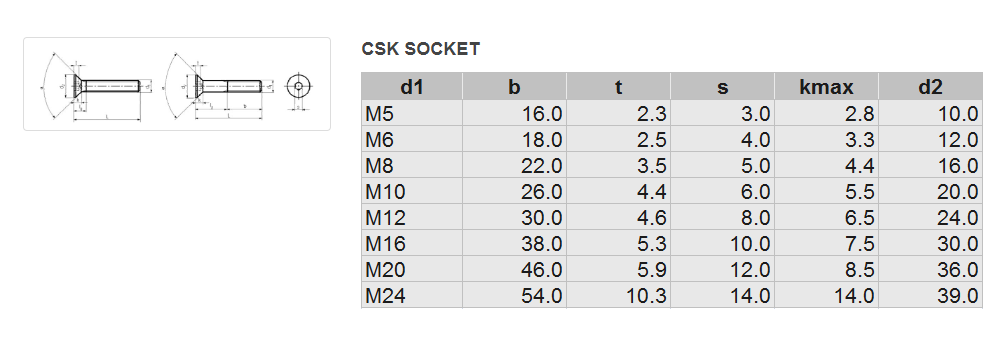 CSK SOCKET
d1 b t s kmax d2
M5 16.0 2.3 3.0 2.8 10.0
M6 18.0 2.5 4.0 3.3 12.0
M8 22.0 3.5 5.0 4.4 16.0
M10 26.0 4.4 6.0 5.5 20.0
M12 30.0 4.6 8.0 6.5 24.0
M16 38.0 5.3 10.0 7.5 30.0
M20 46.0 5.9 12.0 8.5 36.0
M24 54.0 10.3 14.0 14.0 39.0